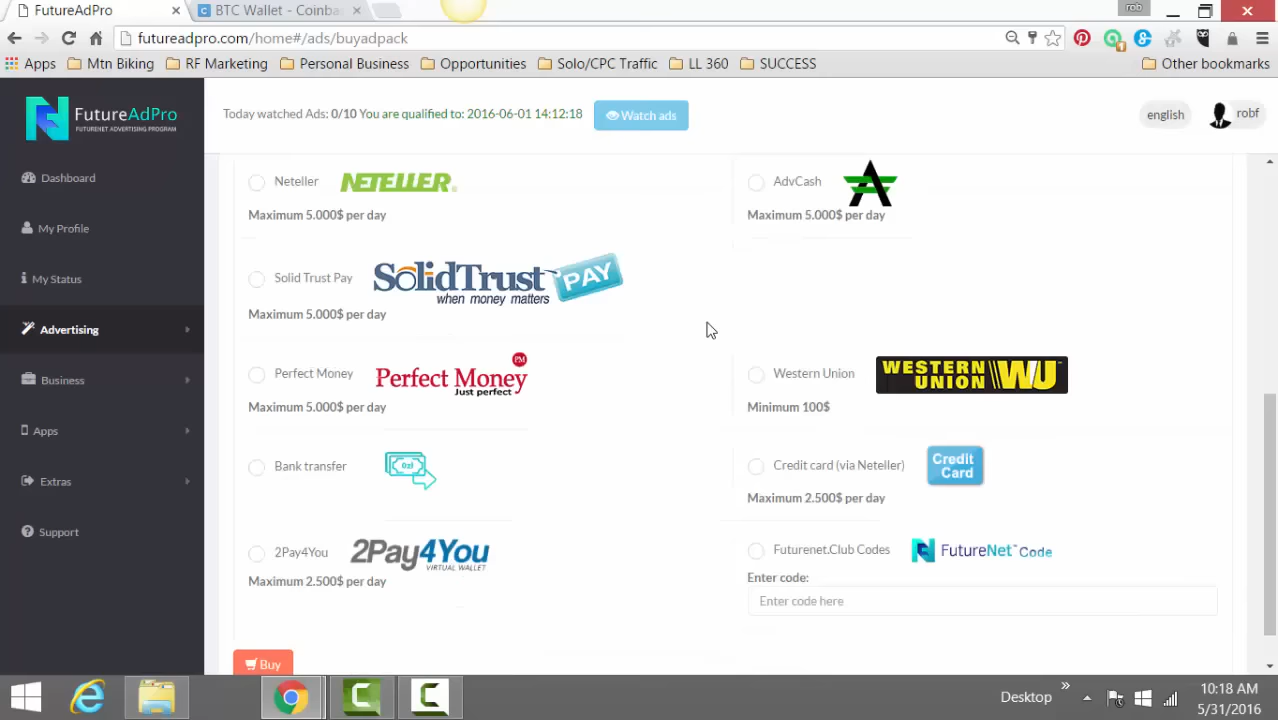 FutureAdPro
BTC Wallet - Coinba
rob
futureadpro.com/home#/ads/buyadpack
Apps
Mtn Biking
RF Marketing
Personal Business
Opportunities
Solo/CPC Traffic
LL 360
SUCCESS
Other bookmarks
FutureAdPro
FUTURENET ADVERTISING PROGRAM
Today watched Ads: 0/10 You are qualified to: 2016-06-01 14:12:18
Watch ads
english
robf
Dashboard
My Profile
My Status
Advertising
Business
Apps
Extras
Support
Neteller
NETELLER
Maximum 5.000$ per day
AdvCash
Maximum 5.000$ per day
Solid Trust Pay
SolidTrust PAY
when money matters
Maximum 5.000$ per day
Perfect Money
PM
Perfect Money
Just perfect
Maximum 5.000$ per day
Western Union
WESTERN UNION WU
Minimum 100$
Bank transfer
Credit card (via Neteller)
Credit Card
Maximum 2.500$ per day
2Pay4You
2Pay4You
VIRTUAL WALLET
Maximum 2.500$ per day
Futurenet.Club Codes
FutureNet™ Code
Enter code:
Enter code here
Buy
Desktop
10:18 AM
5/31/2016